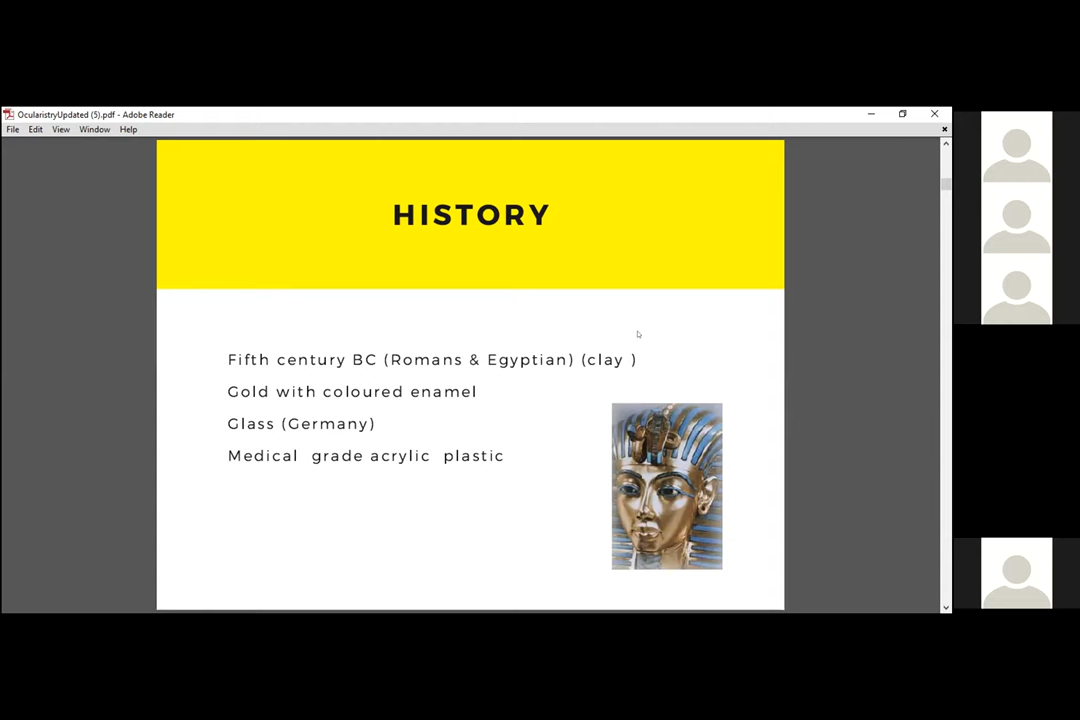 OcularistryUpdated (5).pdf - Adobe Reader
File Edit View Window Help
HISTORY
Fifth century BC (Romans & Egyptian) (clay )
Gold with coloured enamel
Glass (Germany)
Medical grade acrylic plastic